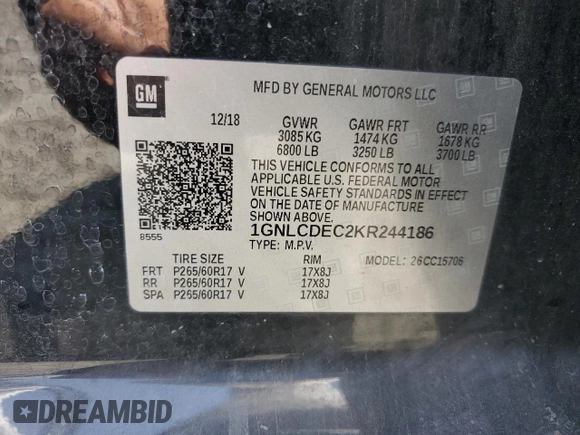 GM
MFD BY GENERAL MOTORS LLC
12/18 GVWR GAWR FRT GAWR RR
3085 KG 1474 KG 1678 KG
6800 LB 3250 LB 3700 LB
THIS VEHICLE CONFORMS TO ALL
APPLICABLE U.S. FEDERAL MOTOR
VEHICLE SAFETY STANDARDS IN EFFECT
ON THE DATE OF MANUFACTURE
SHOWN ABOVE.
1GNLCDEC2KR244186
8555 TYPE: M.P.V. MODEL: 26CC15706
TIRE SIZE RIM
FRT P265/60R17 V 17X8J
RR P265/60R17 V 17X8J
SPA P265/60R17 V 17X8J
DREAMBID